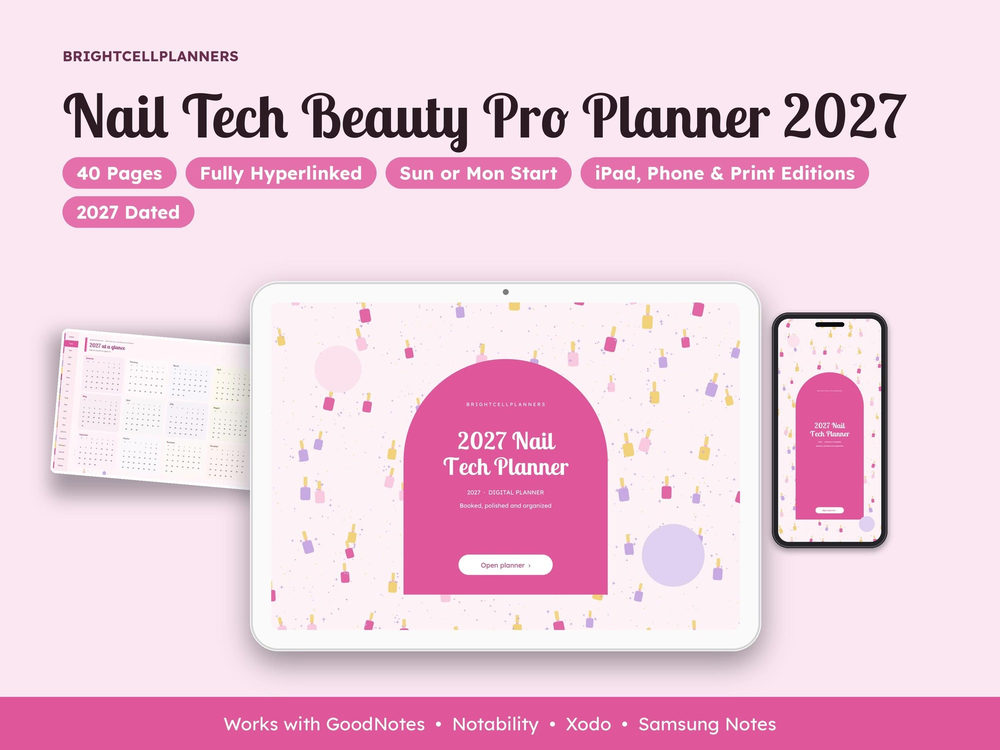 BRIGHTCELLPLANNERS
Nail Tech Beauty Pro Planner 2027
40 Pages
Fully Hyperlinked
Sun or Mon Start
iPad, Phone & Print Editions
2027 Dated
2027 at a glance
BRIGHTCELLPLANNERS
2027 Nail
Tech Planner
2027 · DIGITAL PLANNER
Booked, polished and organized
Open planner ›
2027 Nail
Tech Planner
Works with GoodNotes • Notability • Xodo • Samsung Notes